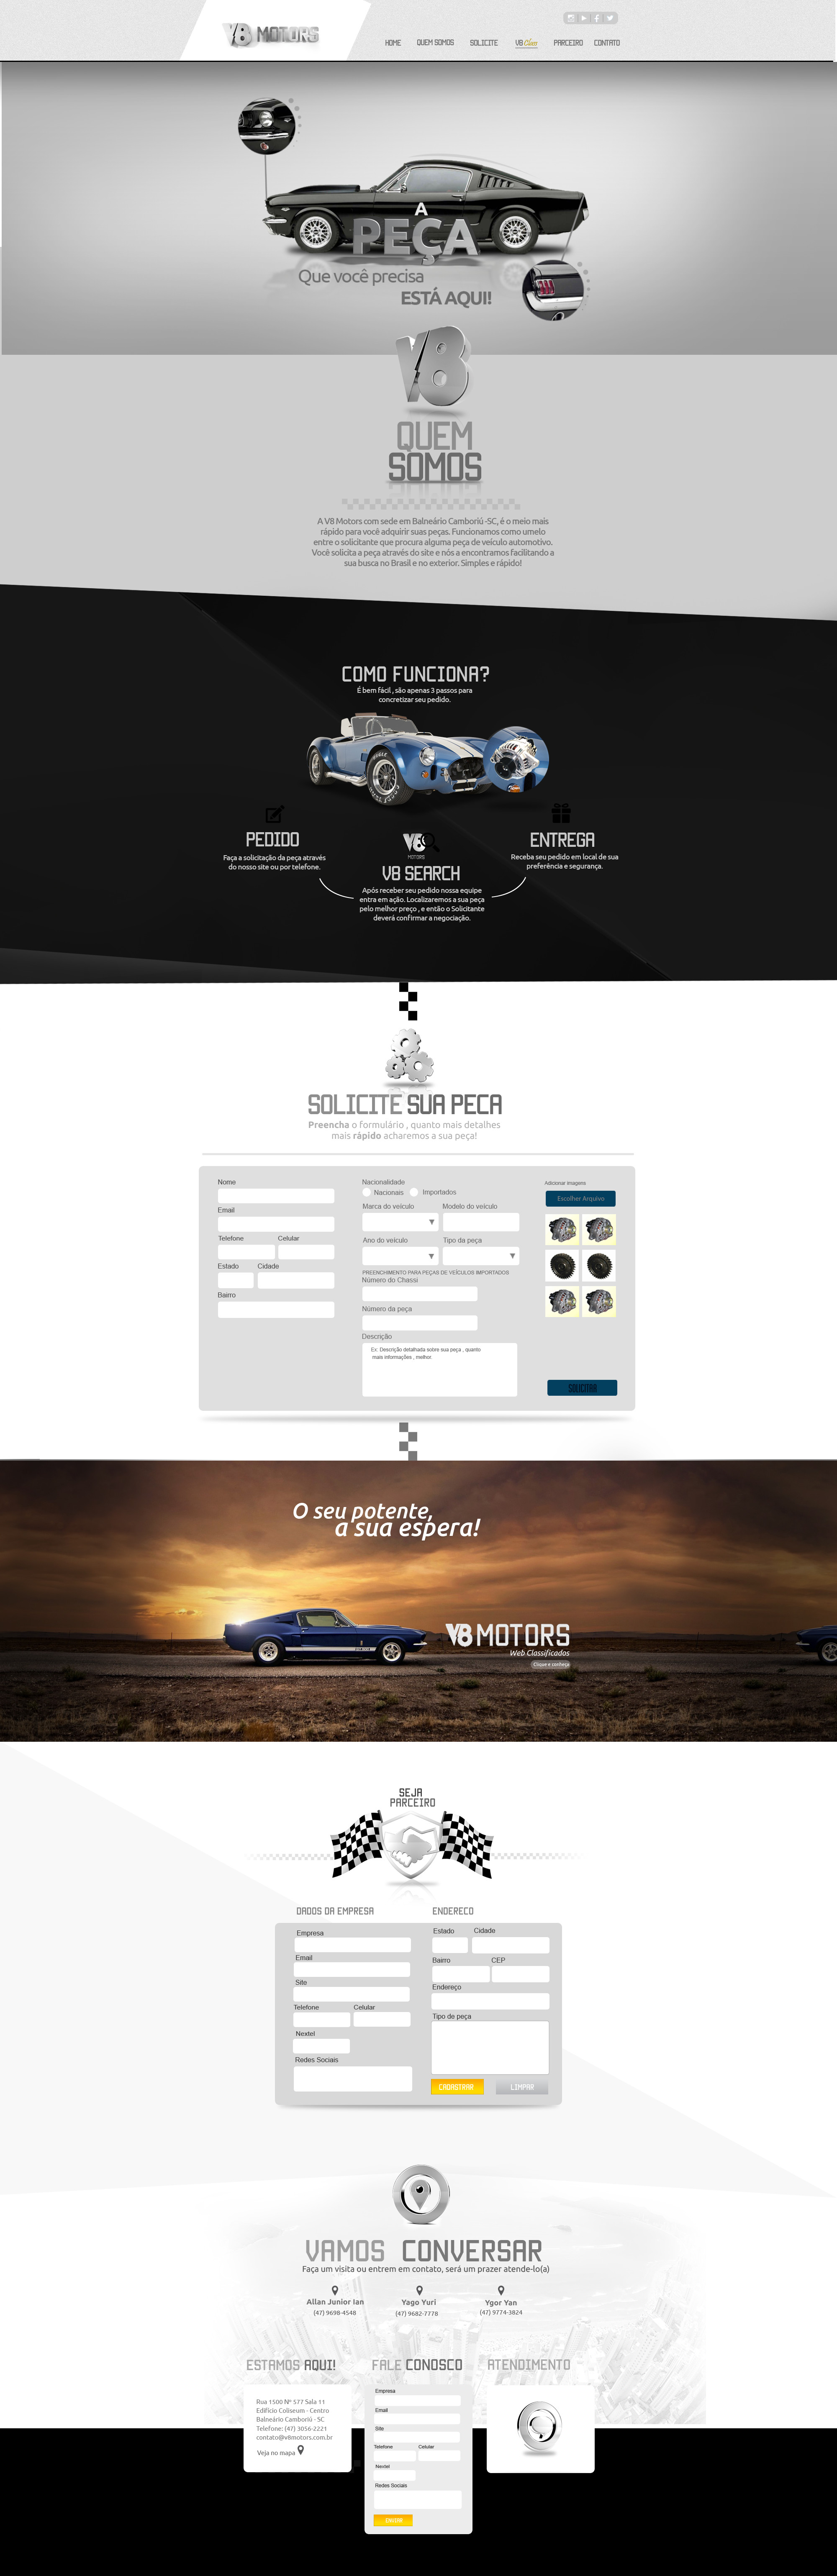 V8 MOTORS
HOME QUEM SOMOS SOLICITE V8 Class PARCEIRO CONTATO
A
PEÇA
Que você precisa
ESTÁ AQUI!
V8
QUEM
SOMOS
A V8 Motors com sede em Balneário Camboriú -SC, é o meio mais
rápido para você adquirir suas peças. Funcionamos como umelo
entre o solicitante que procura alguma peça de veículo automotivo.
Você solicita a peça através do site e nós a encontramos facilitando a
sua busca no Brasil e no exterior. Simples e rápido!
COMO FUNCIONA?
É bem fácil , são apenas 3 passos para
concretizar seu pedido.
PEDIDO
Faça a solicitação da peça através
do nosso site ou por telefone.
V8
MOTORS
V8 SEARCH
Após receber seu pedido nossa equipe
entra em ação. Localizaremos a sua peça
pelo melhor preço , e então o Solicitante
deverá confirmar a negociação.
ENTREGA
Receba seu pedido em local de sua
preferência e segurança.
SOLICITE SUA PECA
Preencha o formulário , quanto mais detalhes
mais rápido acharemos a sua peça!
Nome
Email
Telefone Celular
Estado Cidade
Bairro
Nacionalidade
Nacionais Importados
Marca do veículo Modelo do veículo
Ano do veículo Tipo da peça
PREENCHIMENTO PARA PEÇAS DE VEÍCULOS IMPORTADOS
Número do Chassi
Número da peça
Descrição
Ex: Descrição detalhada sobre sua peça , quanto
mais informações , melhor.
Adicionar imagens
Escolher Arquivo
SOLICITAR
O seu potente,
a sua espera!
V8 MOTORS
Web Classificados
Clique e conheça
SEJA
PARCEIRO
DADOS DA EMPRESA
Empresa
Email
Site
Telefone Celular
Nextel
Redes Sociais
ENDERECO
Estado Cidade
Bairro CEP
Endereço
Tipo de peça
CADASTRAR LIMPAR
VAMOS CONVERSAR
Faça um visita ou entrem em contato, será um prazer atende-lo(a)
Allan Junior Ian
(47) 9698-4548
Yago Yuri
(47) 9682-7778
Ygor Yan
(47) 9774-3824
ESTAMOS AQUI!
Rua 1500 Nº 577 Sala 11
Edifício Coliseum - Centro
Balneário Camboriú - SC
Telefone: (47) 3056-2221
contato@v8motors.com.br
Veja no mapa
FALE CONOSCO
Empresa
Email
Site
Telefone Celular
Nextel
Redes Sociais
ENVIAR
ATENDIMENTO